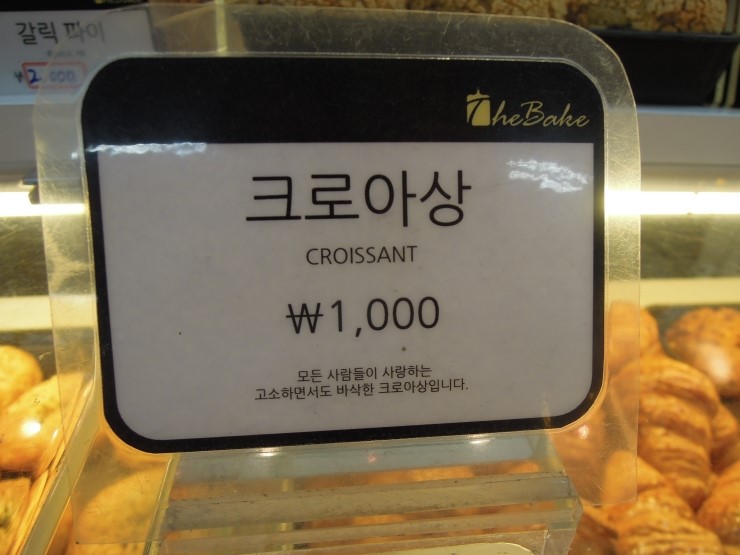 갈릭 파이
₩2,000
TheBake
크로아상
CROISSANT
₩1,000
모든 사람들이 사랑하는
고소하면서도 바삭한 크로아상입니다.